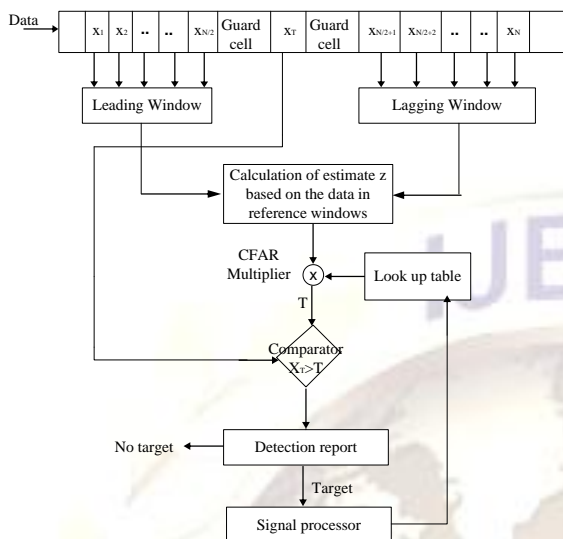 Data
x1 x2 .. .. xN/2 Guard cell xT Guard cell xN/2+1 xN/2+2 .. .. xN
Leading Window
Lagging Window
Calculation of estimate z
based on the data in
reference windows
CFAR
Multiplier
x
Look up table
T
Comparator
XT>T
No target
Detection report
Target
Signal processor
IJE